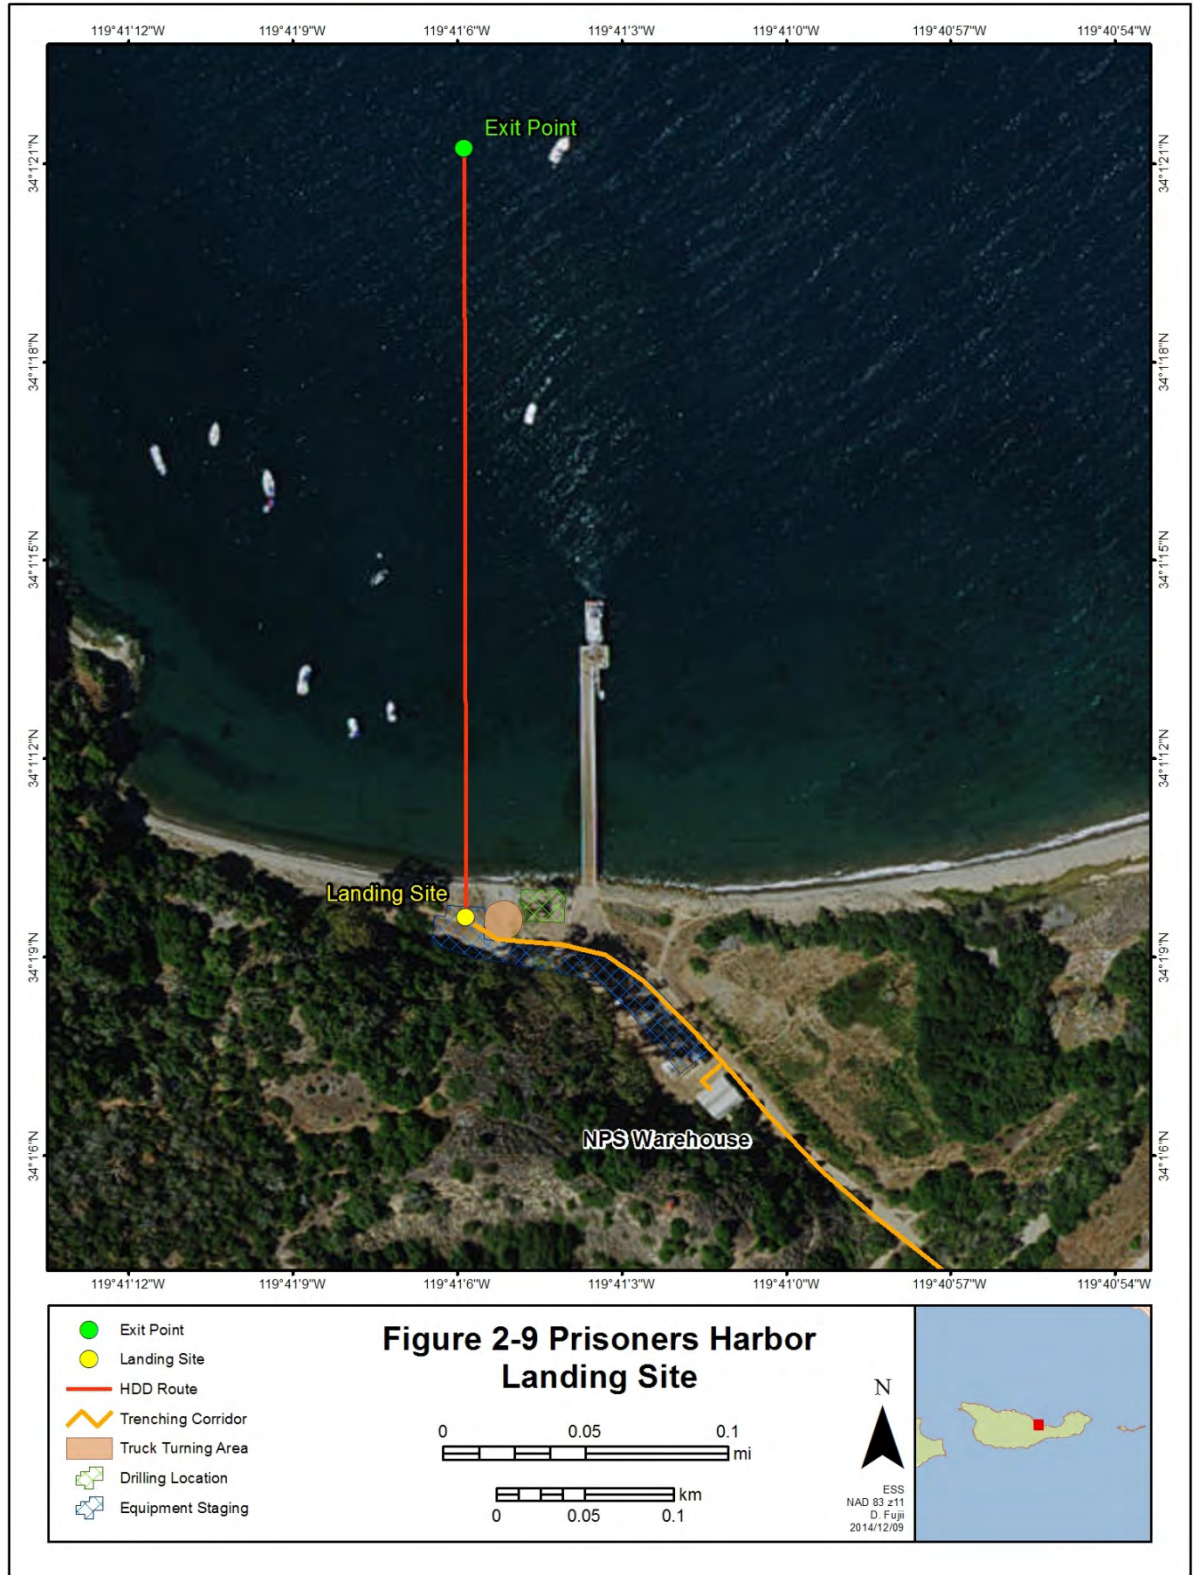 119°41'12"W 119°41'9"W 119°41'6"W 119°41'3"W 119°41'0"W 119°40'57"W 119°40'54"W
Exit Point
34°1'21"N 34°1'21"N
34°1'18"N 34°1'18"N
34°1'15"N 34°1'15"N
34°1'12"N 34°1'12"N
Landing Site
34°1'9"N 34°1'9"N
NPS Warehouse
34°1'6"N 34°1'6"N
119°41'12"W 119°41'9"W 119°41'6"W 119°41'3"W 119°41'0"W 119°40'57"W 119°40'54"W
Exit Point
Landing Site
HDD Route
Trenching Corridor
Truck Turning Area
Drilling Location
Equipment Staging
Figure 2-9 Prisoners Harbor
Landing Site
0 0.05 0.1
mi
km
0 0.05 0.1
N
ESS
NAD 83 z11
D. Fujii
2014/12/09